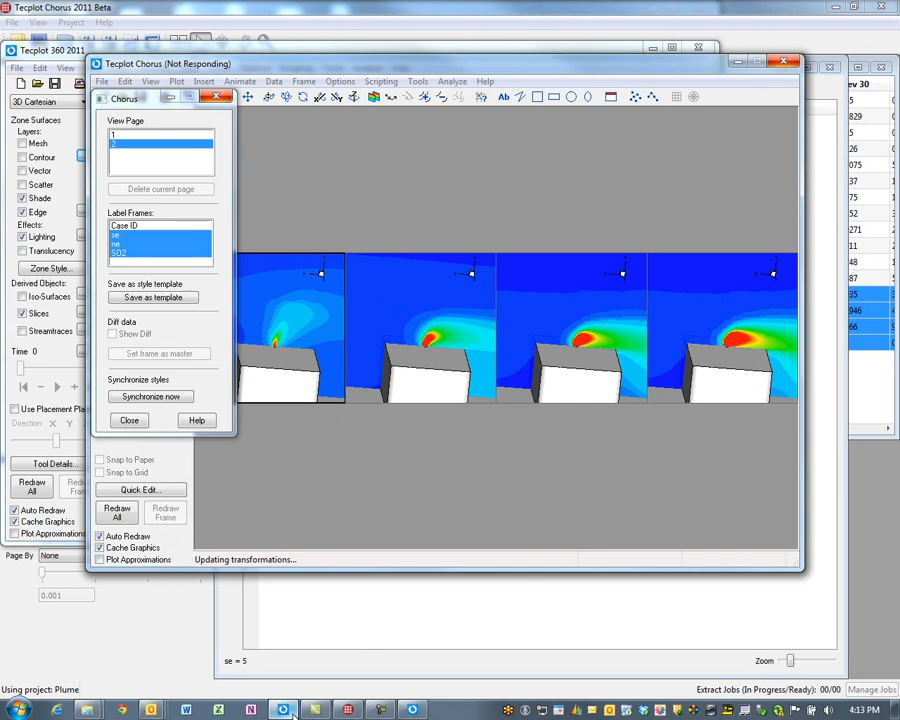 Tecplot Chorus 2011 Beta
File View Project Tools Help
Tecplot 360 2011
Tecplot Chorus (Not Responding)
File Edit View Plot Insert Animate Data Frame Options Scripting Tools Analyze Help
File Edit
3D Cartesian
Zone Surfaces
Layers:
Mesh
Contour
Vector
Scatter
Shade
Edge
Effects:
Lighting
Translucency
Zone Style...
Derived Objects:
Iso-Surfaces
Slices
Streamtraces
Time 0
Use Placement Pla
Direction X Y
Tool Details...
Redraw All
Redra Fram
Auto Redraw
Cache Graphics
Plot Approximations
Page By None
0.001
Using project: Plume
Chorus
View Page
1
2
Delete current page
Label Frames:
Case ID
se
ne
SO2
Save as style template
Save as template
Diff data
Show Diff
Set frame as master
Synchronize styles
Synchronize now
Close
Help
Snap to Paper
Snap to Grid
Quick Edit...
Redraw All
Redraw Frame
Auto Redraw
Cache Graphics
Plot Approximations
Updating transformations...
Ab
ev 30
5
829
5
26
075
37
75
52
271
11
48
87
35
946
66
se = 5
Zoom
Extract Jobs (In Progress/Ready): 00/00
Manage Jobs
4:13 PM